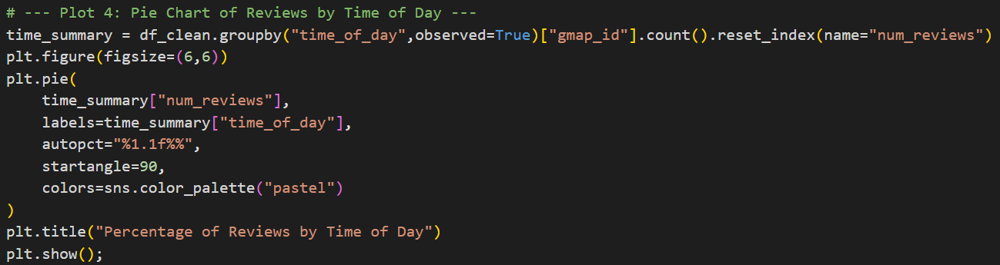 # --- Plot 4: Pie Chart of Reviews by Time of Day ---
time_summary = df_clean.groupby("time_of_day",observed=True)["gmap_id"].count().reset_index(name="num_reviews")
plt.figure(figsize=(6,6))
plt.pie(
    time_summary["num_reviews"],
    labels=time_summary["time_of_day"],
    autopct="%1.1f%%",
    startangle=90,
    colors=sns.color_palette("pastel")
)
plt.title("Percentage of Reviews by Time of Day")
plt.show();